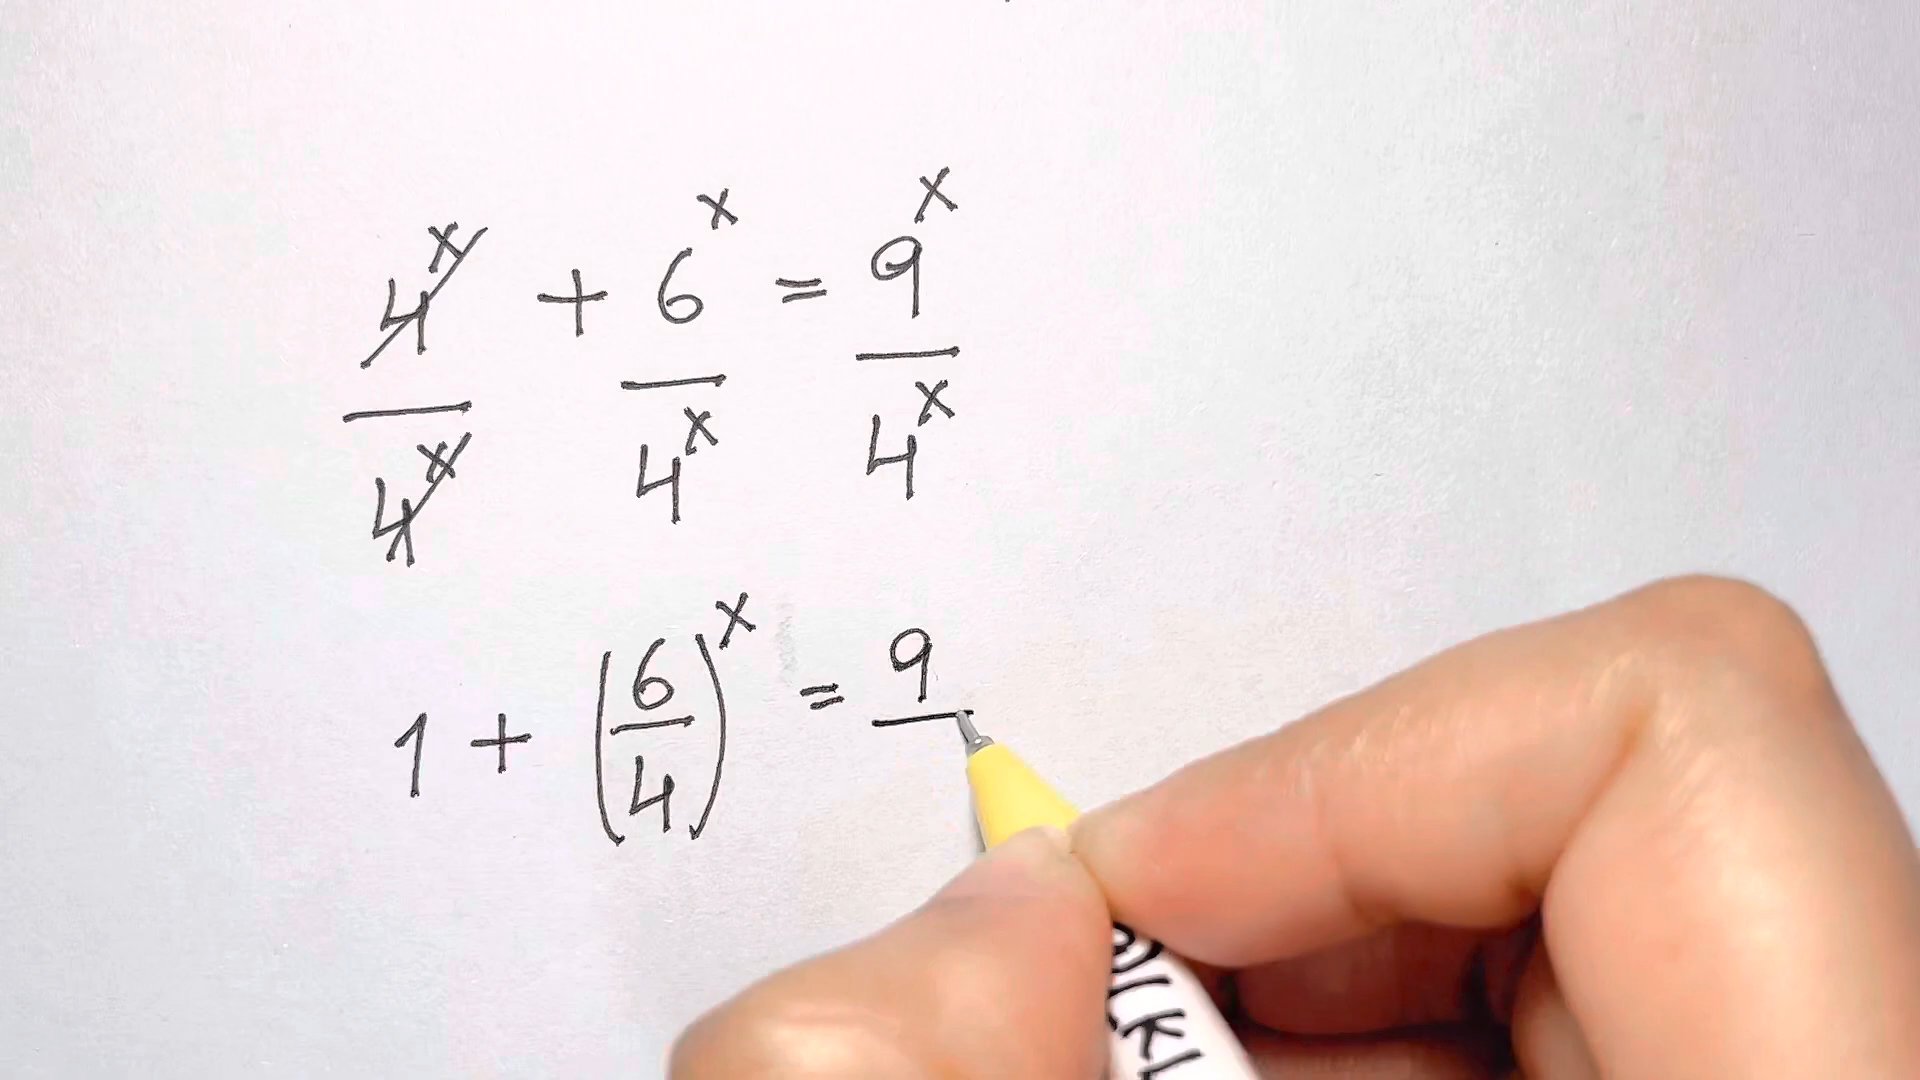 4^x/4^x + 6^x/4^x = 9^x/4^x
1 + (6/4)^x = 9/